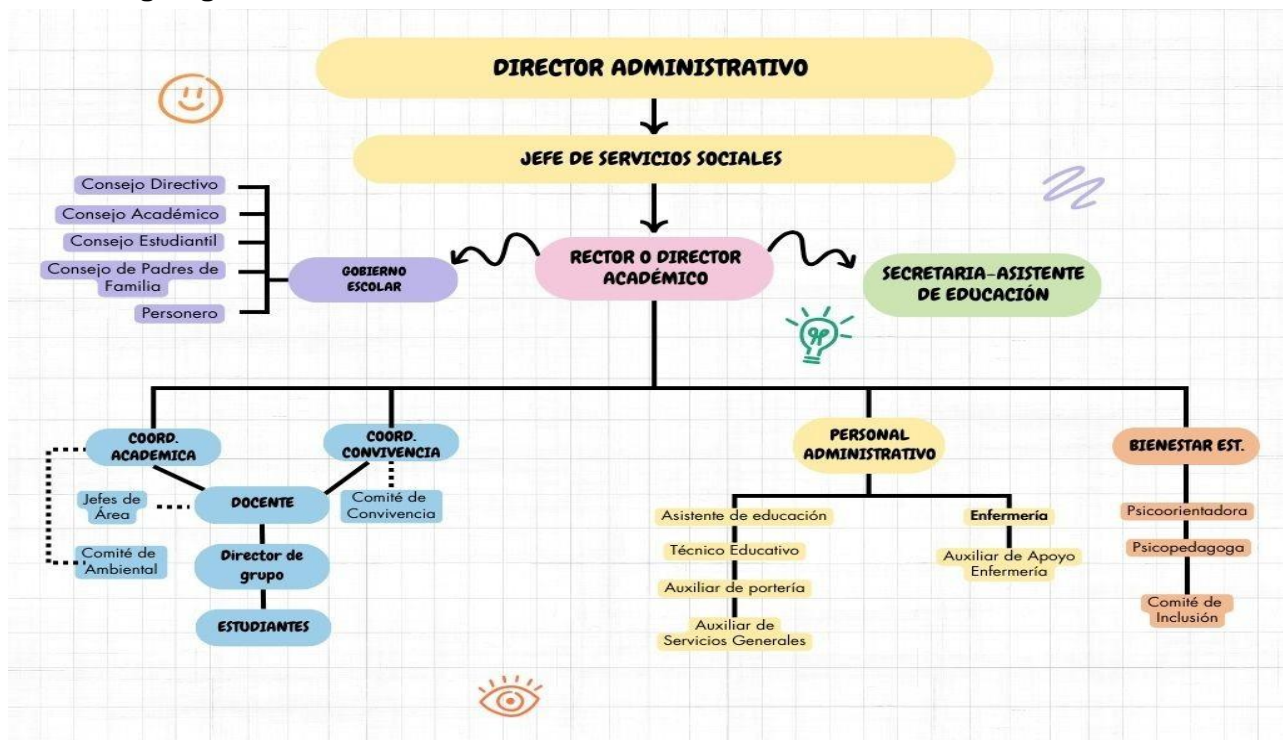 DIRECTOR ADMINISTRATIVO
JEFE DE SERVICIOS SOCIALES
Consejo Directivo
Consejo Académico
Consejo Estudiantil
Consejo de Padres de
Familia
Personero
GOBIERNO
ESCOLAR
RECTOR O DIRECTOR
ACADÉMICO
SECRETARIA-ASISTENTE
DE EDUCACIÓN
COORD.
ACADEMICA
COORD.
CONVIVENCIA
Jefes de
Área
DOCENTE
Comité de
Convivencia
Comité de
Ambiental
Director de
grupo
ESTUDIANTES
PERSONAL
ADMINISTRATIVO
Asistente de educación
Técnico Educativo
Auxiliar de portería
Auxiliar de
Servicios Generales
Enfermería
Auxiliar de Apoyo
Enfermería
BIENESTAR EST.
Psicoorientadora
Psicopedagoga
Comité de
Inclusión